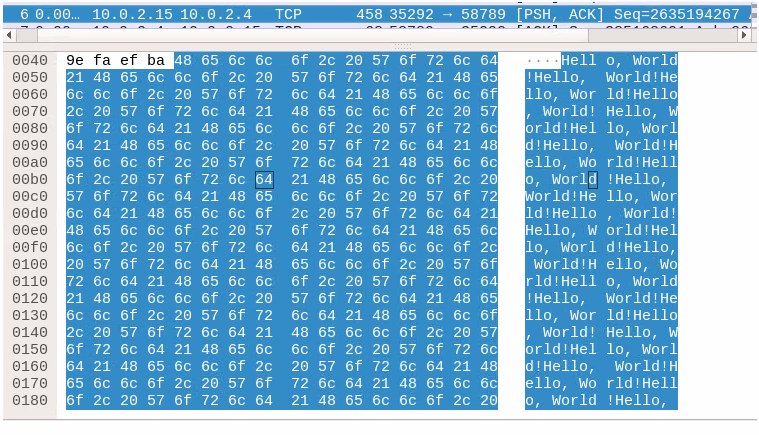 6 0.00… 10.0.2.15 10.0.2.4 TCP 458 35292 → 58789 [PSH, ACK] Seq=2635194267
0040 9e fa ef ba 48 65 6c 6c 6f 2c 20 57 6f 72 6c 64 ····Hell o, World
0050 21 48 65 6c 6c 6f 2c 20 57 6f 72 6c 64 21 48 65 !Hello,  World!He
0060 6c 6c 6f 2c 20 57 6f 72 6c 64 21 48 65 6c 6c 6f llo, Wor ld!Hello
0070 2c 20 57 6f 72 6c 64 21 48 65 6c 6c 6f 2c 20 57 , World! Hello, W
0080 6f 72 6c 64 21 48 65 6c 6c 6f 2c 20 57 6f 72 6c orld!Hel lo, Worl
0090 64 21 48 65 6c 6c 6f 2c 20 57 6f 72 6c 64 21 48 d!Hello,  World!H
00a0 65 6c 6c 6f 2c 20 57 6f 72 6c 64 21 48 65 6c 6c ello, Wo rld!Hell
00b0 6f 2c 20 57 6f 72 6c 64 21 48 65 6c 6c 6f 2c 20 o, World !Hello,
00c0 57 6f 72 6c 64 21 48 65 6c 6c 6f 2c 20 57 6f 72 World!He llo, Wor
00d0 6c 64 21 48 65 6c 6c 6f 2c 20 57 6f 72 6c 64 21 ld!Hello , World!
00e0 48 65 6c 6c 6f 2c 20 57 6f 72 6c 64 21 48 65 6c Hello, W orld!Hel
00f0 6c 6f 2c 20 57 6f 72 6c 64 21 48 65 6c 6c 6f 2c lo, Worl d!Hello,
0100 20 57 6f 72 6c 64 21 48 65 6c 6c 6f 2c 20 57 6f  World!H ello, Wo
0110 72 6c 64 21 48 65 6c 6c 6f 2c 20 57 6f 72 6c 64 rld!Hell o, World
0120 21 48 65 6c 6c 6f 2c 20 57 6f 72 6c 64 21 48 65 !Hello,  World!He
0130 6c 6c 6f 2c 20 57 6f 72 6c 64 21 48 65 6c 6c 6f llo, Wor ld!Hello
0140 2c 20 57 6f 72 6c 64 21 48 65 6c 6c 6f 2c 20 57 , World! Hello, W
0150 6f 72 6c 64 21 48 65 6c 6c 6f 2c 20 57 6f 72 6c orld!Hel lo, Worl
0160 64 21 48 65 6c 6c 6f 2c 20 57 6f 72 6c 64 21 48 d!Hello,  World!H
0170 65 6c 6c 6f 2c 20 57 6f 72 6c 64 21 48 65 6c 6c ello, Wo rld!Hell
0180 6f 2c 20 57 6f 72 6c 64 21 48 65 6c 6c 6f 2c 20 o, World !Hello,